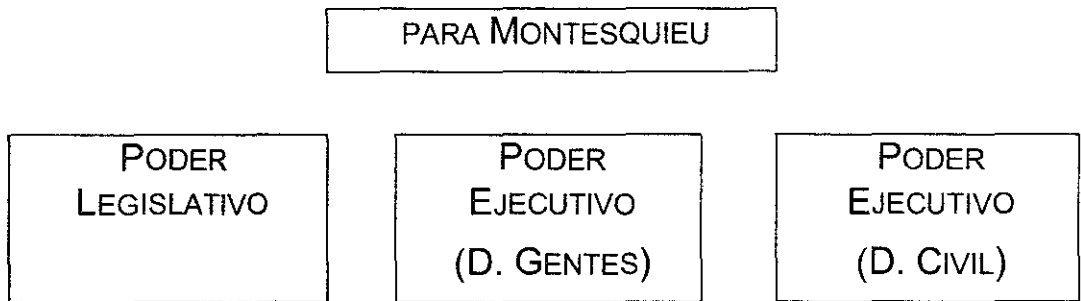 PARA MONTESQUIEU
PODER
LEGISLATIVO
PODER
EJECUTIVO
(D. GENTES)
PODER
EJECUTIVO
(D. CIVIL)